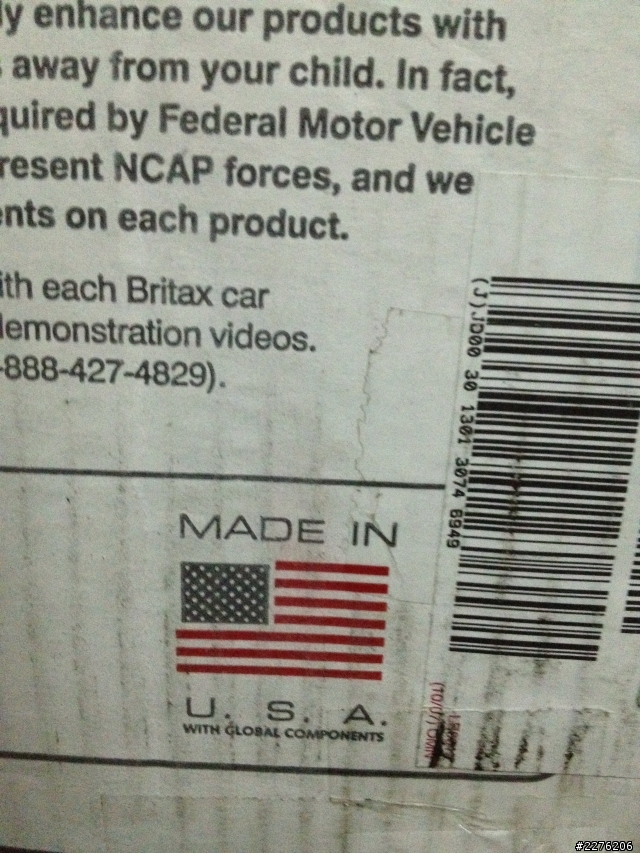 ly enhance our products with
away from your child. In fact,
quired by Federal Motor Vehicle
resent NCAP forces, and we
ents on each product.
ith each Britax car
demonstration videos.
-888-427-4829).
(J)JD00 30 1301 3074 6949
MADE IN
U. S. A.
WITH GLOBAL COMPONENTS
#2276206